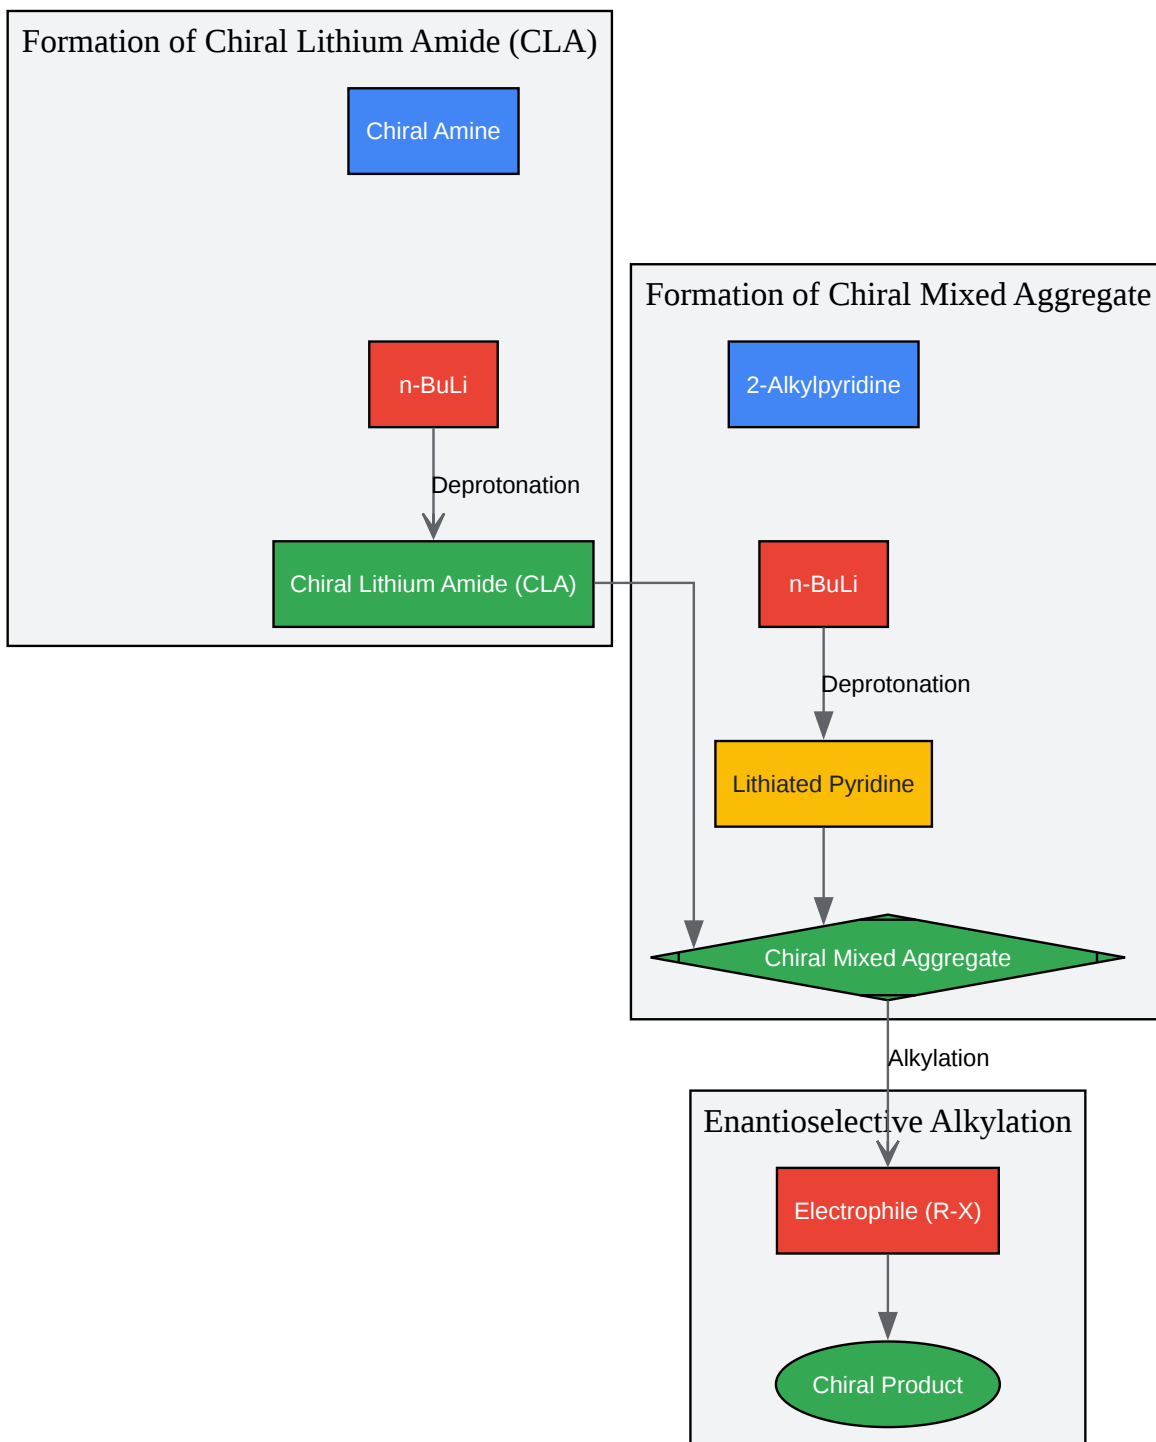 Formation of Chiral Lithium Amide (CLA)
Chiral Amine
n-BuLi
Deprotonation
Chiral Lithium Amide (CLA)
Formation of Chiral Mixed Aggregate
2-Alkylpyridine
n-BuLi
Deprotonation
Lithiated Pyridine
Chiral Mixed Aggregate
Alkylation
Enantioselective Alkylation
Electrophile (R-X)
Chiral Product